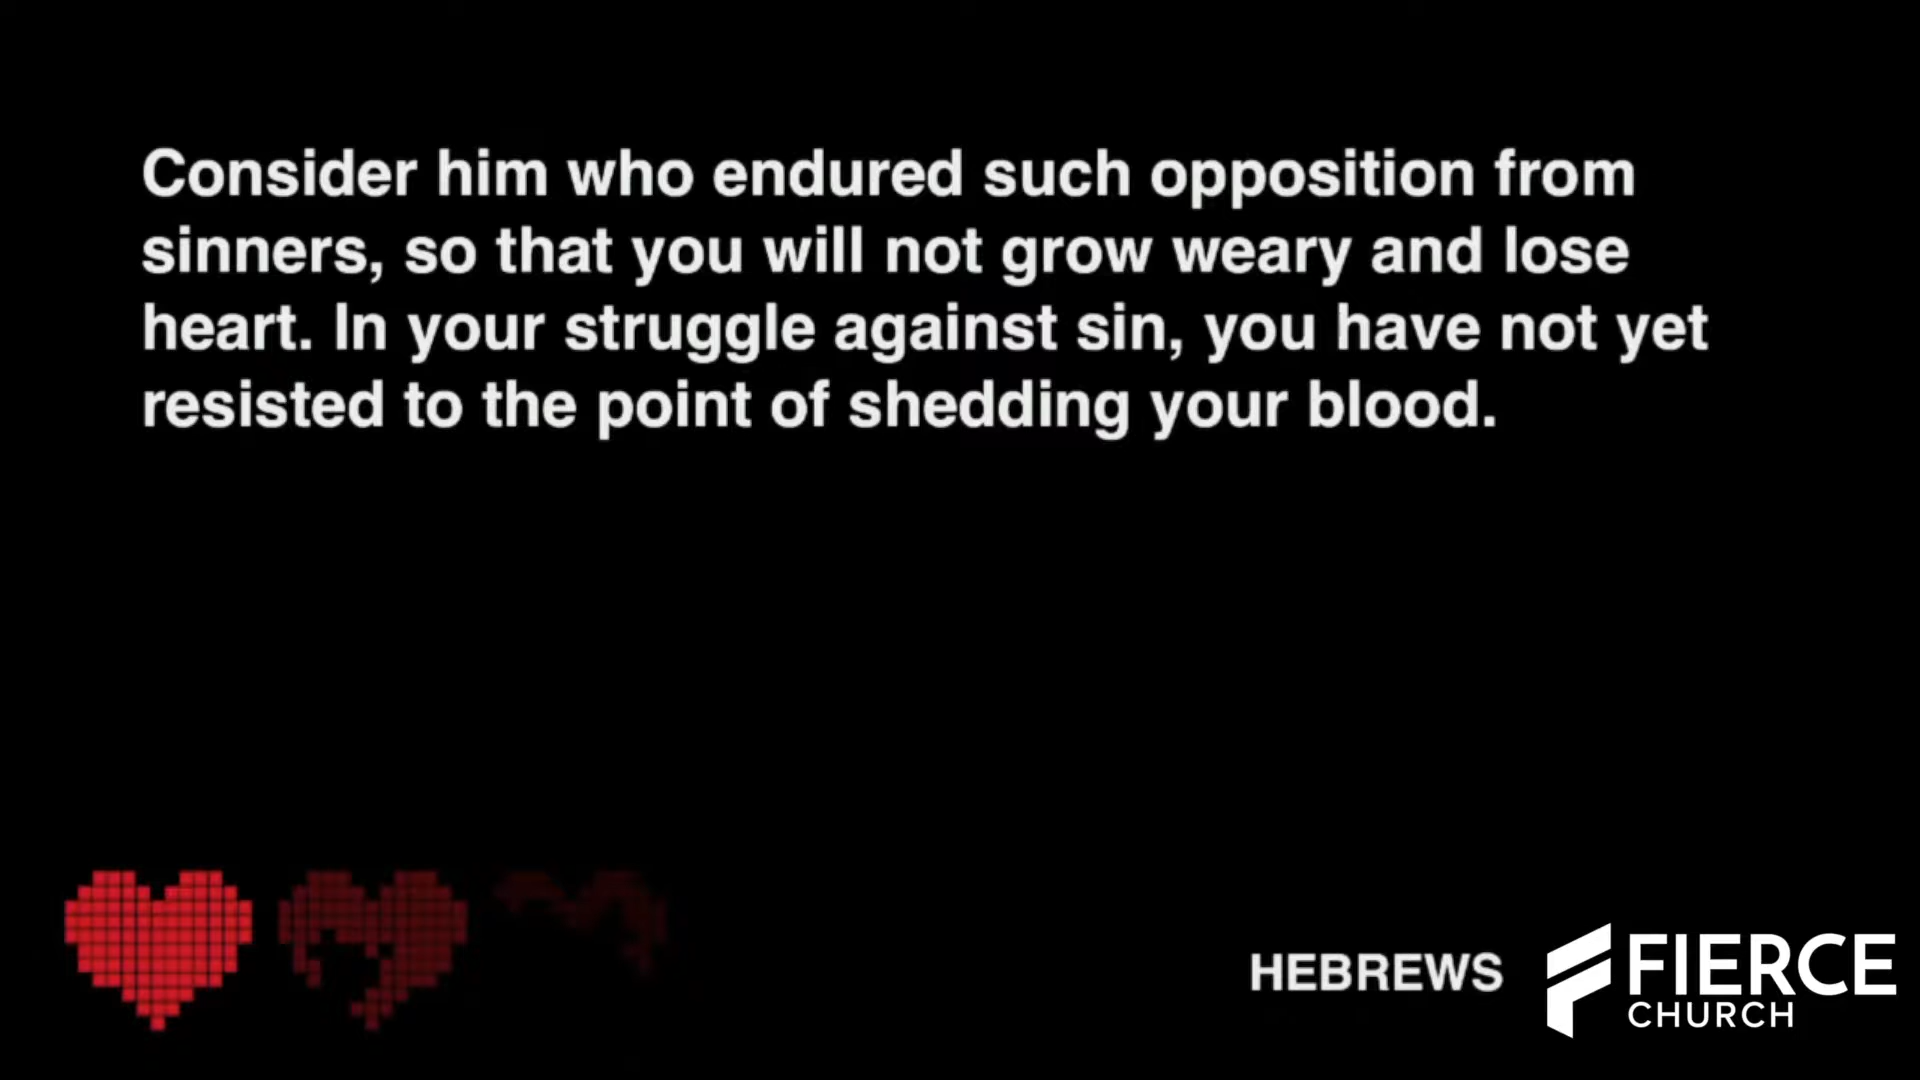 Consider him who endured such opposition from
sinners, so that you will not grow weary and lose
heart. In your struggle against sin, you have not yet
resisted to the point of shedding your blood.
HEBREWS
FIERCE
CHURCH